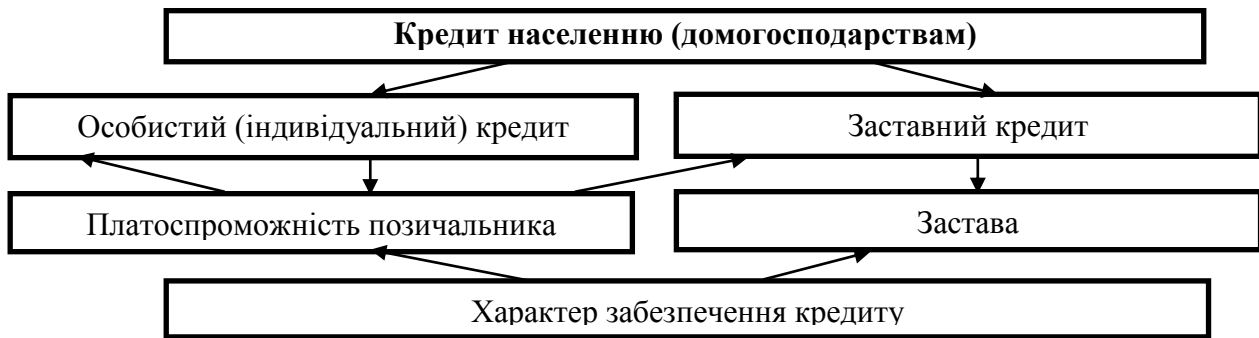 Кредит населенню (домогосподарствам)
Особистий (індивідуальний) кредит
Заставний кредит
Платоспроможність позичальника
Застава
Характер забезпечення кредиту